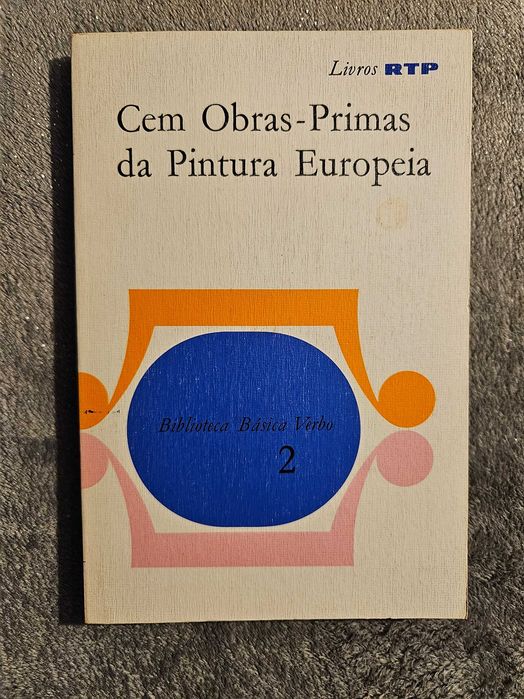 Livros RTP
Cem Obras-Primas
da Pintura Europeia
Biblioteca Básica Verbo
2